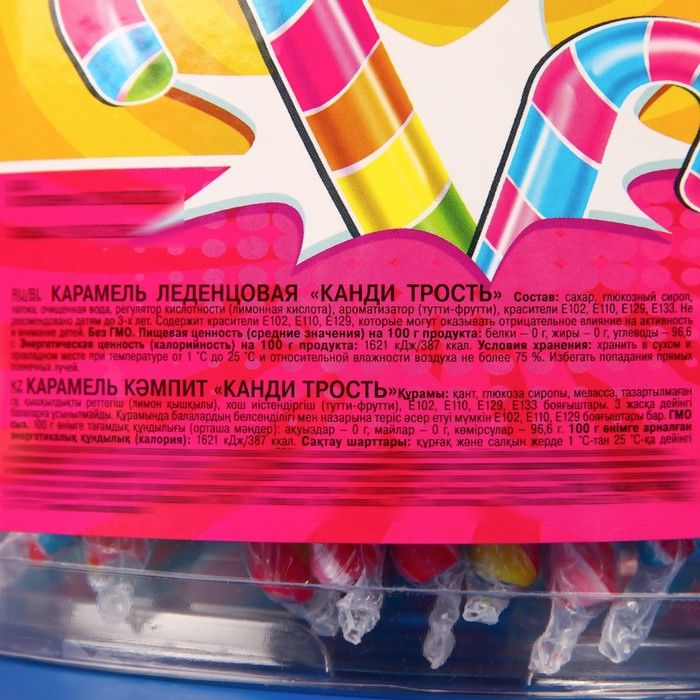 RU/BL КАРАМЕЛЬ ЛЕДЕНЦОВАЯ «КАНДИ ТРОСТЬ» Состав: сахар, глюкозный сироп,
патока, очищенная вода, регулятор кислотности (лимонная кислота), ароматизатор (тутти-фрутти), красители Е102, Е110, Е129, Е133. Не
рекомендовано детям до 3-х лет. Содержит красители Е102, Е110, Е129, которые могут оказывать отрицательное влияние на активность
и внимание детей. Без ГМО. Пищевая ценность (средние значения) на 100 г продукта: белки – 0 г, жиры – 0 г, углеводы – 96,6
г. Энергетическая ценность (калорийность) на 100 г продукта: 1621 кДж/387 ккал. Условия хранения: хранить в сухом и
прохладном месте при температуре от 1 °С до 25 °С и относительной влажности воздуха не более 75 %. Избегать попадания прямых
солнечных лучей.
KZ КАРАМЕЛЬ КӘМПИТ «КАНДИ ТРОСТЬ» Құрамы: қант, глюкоза сиропы, меласса, тазартылмаған
су, қышқылдықты реттегіш (лимон қышқылы), хош иістендіргіш (тутти-фрутти), Е102, Е110, Е129, Е133 бояғыштары. 3 жасқа дейінгі
балаларға ұсынылмайды. Құрамында балалардың белсенділігі мен назарына теріс әсер етуі мүмкін Е102, Е110, Е129 бояғыштары бар. ГМО
сыз. 100 г өнімге тағамдық құндылығы (орташа мәндер): ақуыздар – 0 г, майлар – 0 г, көмірсулар – 96,6 г. 100 г өнімге арналған
энергетикалық құндылық (калория): 1621 кДж/387 ккал. Сақтау шарттары: құрғақ және салқын жерде 1 °С-тан 25 °С-қа дейінгі